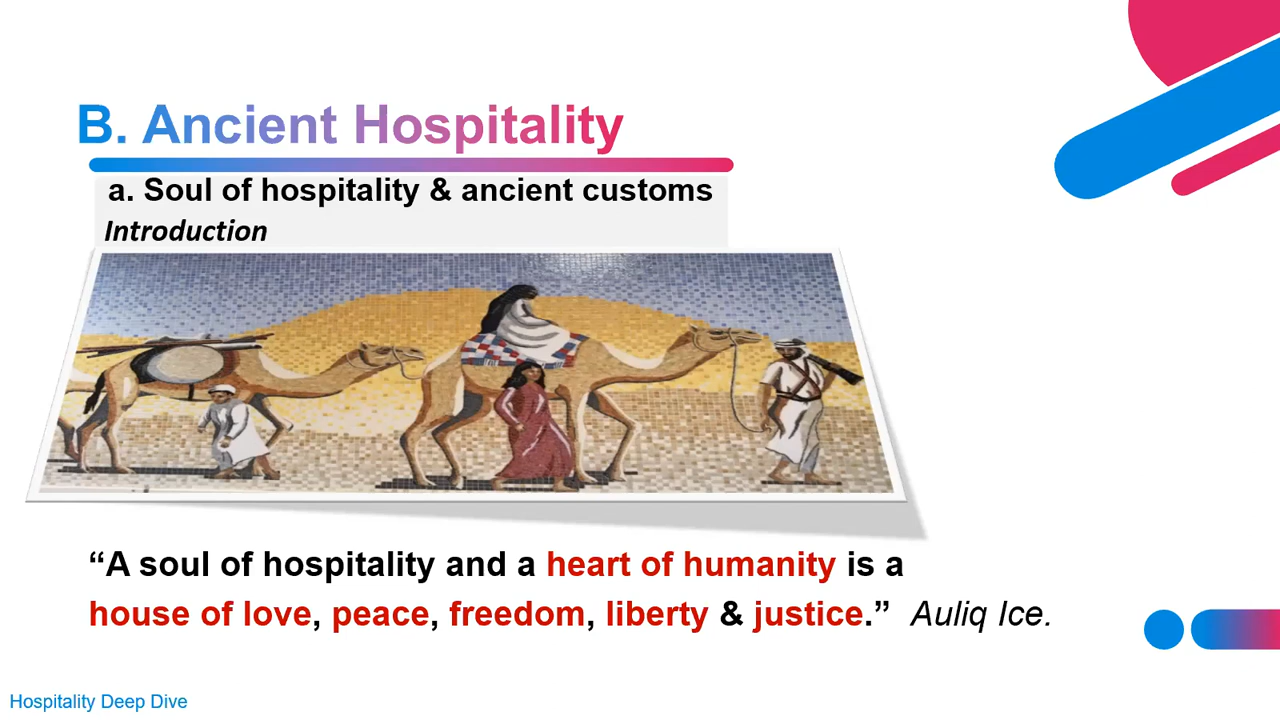 B. Ancient Hospitality
a. Soul of hospitality & ancient customs
Introduction
“A soul of hospitality and a heart of humanity is a
house of love, peace, freedom, liberty & justice.” Auliq Ice.
Hospitality Deep Dive